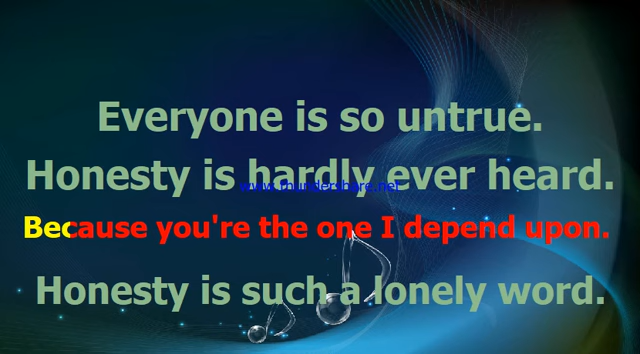 Everyone is so untrue.
Honesty is hardly ever heard.
www.thundershare.net
Because you're the one I depend upon.
Honesty is such a lonely word.